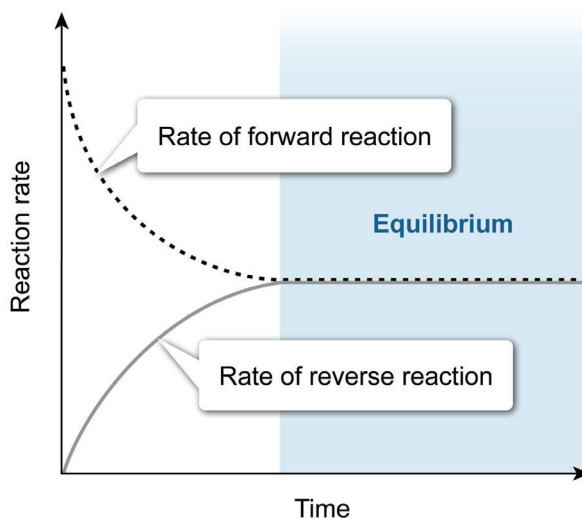 Rate of forward reaction
Reaction rate
Equilibrium
Rate of reverse reaction
Time